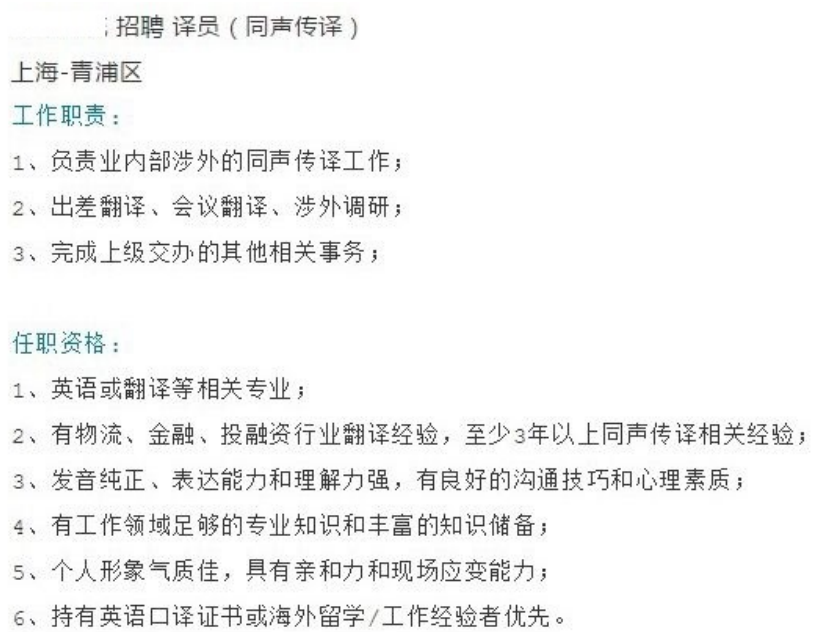 招聘 译员（同声传译）
上海-青浦区
工作职责：
1、负责业内部涉外的同声传译工作；
2、出差翻译、会议翻译、涉外调研；
3、完成上级交办的其他相关事务；
任职资格：
1、英语或翻译等相关专业；
2、有物流、金融、投融资行业翻译经验，至少3年以上同声传译相关经验；
3、发音纯正、表达能力和理解力强，有良好的沟通技巧和心理素质；
4、有工作领域足够的专业知识和丰富的知识储备；
5、个人形象气质佳，具有亲和力和现场应变能力；
6、持有英语口译证书或海外留学/工作经验者优先。